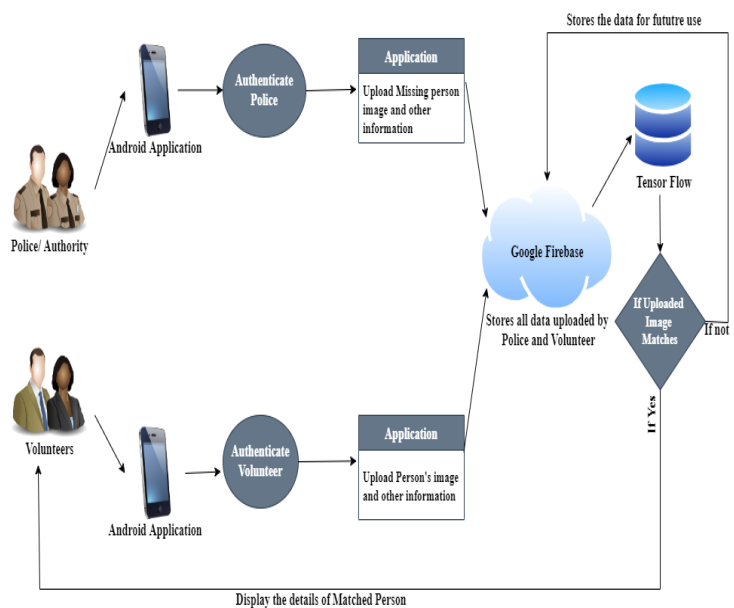 Stores the data for fututre use
Authenticate
Police
Application
Upload Missing person
image and other
information
Android Application
Police/ Authority
Tensor Flow
Google Firebase
Stores all data uploaded by
Police and Volunteer
If Uploaded
Image
Matches
If not
If Yes
Volunteers
Android Application
Authenticate
Volunteer
Application
Upload Person's image
and other information
Display the details of Matched Person